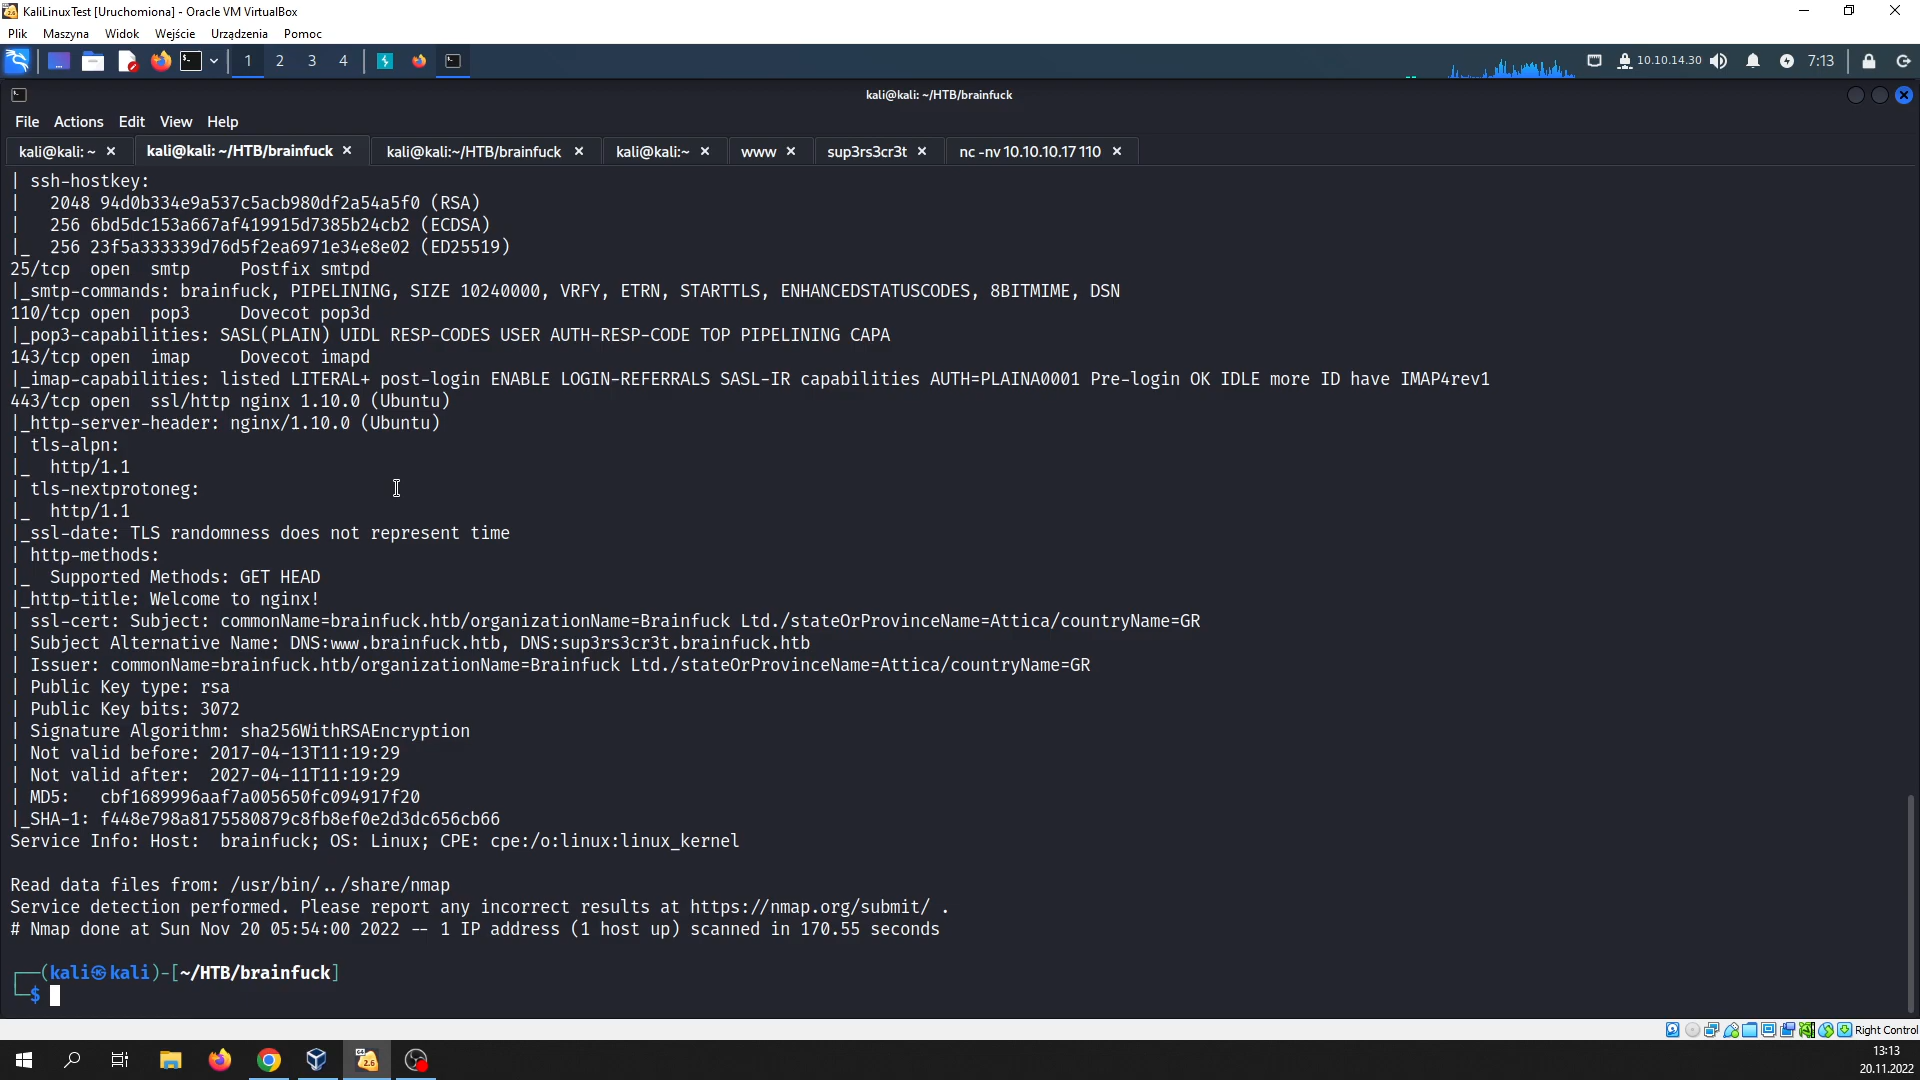 KaliLinuxTest [Uruchomiona] - Oracle VM VirtualBox
Plik Maszyna Widok Wejście Urządzenia Pomoc
1 2 3 4 10.10.14.30 7:13
kali@kali: ~/HTB/brainfuck
File Actions Edit View Help
kali@kali: ~ kali@kali: ~/HTB/brainfuck kali@kali:~/HTB/brainfuck kali@kali:~ www sup3rs3cr3t nc -nv 10.10.10.17 110
| ssh-hostkey:
|   2048 94d0b334e9a537c5acb980df2a54a5f0 (RSA)
|   256 6bd5dc153a667af419915d7385b24cb2 (ECDSA)
|_  256 23f5a333339d76d5f2ea6971e34e8e02 (ED25519)
25/tcp  open  smtp     Postfix smtpd
|_smtp-commands: brainfuck, PIPELINING, SIZE 10240000, VRFY, ETRN, STARTTLS, ENHANCEDSTATUSCODES, 8BITMIME, DSN
110/tcp open  pop3     Dovecot pop3d
|_pop3-capabilities: SASL(PLAIN) UIDL RESP-CODES USER AUTH-RESP-CODE TOP PIPELINING CAPA
143/tcp open  imap     Dovecot imapd
|_imap-capabilities: listed LITERAL+ post-login ENABLE LOGIN-REFERRALS SASL-IR capabilities AUTH=PLAINA0001 Pre-login OK IDLE more ID have IMAP4rev1
443/tcp open  ssl/http nginx 1.10.0 (Ubuntu)
|_http-server-header: nginx/1.10.0 (Ubuntu)
| tls-alpn:
|_  http/1.1
| tls-nextprotoneg:
|_  http/1.1
|_ssl-date: TLS randomness does not represent time
| http-methods:
|_  Supported Methods: GET HEAD
|_http-title: Welcome to nginx!
| ssl-cert: Subject: commonName=brainfuck.htb/organizationName=Brainfuck Ltd./stateOrProvinceName=Attica/countryName=GR
| Subject Alternative Name: DNS:www.brainfuck.htb, DNS:sup3rs3cr3t.brainfuck.htb
| Issuer: commonName=brainfuck.htb/organizationName=Brainfuck Ltd./stateOrProvinceName=Attica/countryName=GR
| Public Key type: rsa
| Public Key bits: 3072
| Signature Algorithm: sha256WithRSAEncryption
| Not valid before: 2017-04-13T11:19:29
| Not valid after:  2027-04-11T11:19:29
| MD5:   cbf1689996aaf7a005650fc094917f20
|_SHA-1: f448e798a8175580879c8fb8ef0e2d3dc656cb66
Service Info: Host:  brainfuck; OS: Linux; CPE: cpe:/o:linux:linux_kernel
Read data files from: /usr/bin/../share/nmap
Service detection performed. Please report any incorrect results at https://nmap.org/submit/ .
# Nmap done at Sun Nov 20 05:54:00 2022 -- 1 IP address (1 host up) scanned in 170.55 seconds
┌──(kali㉿kali)-[~/HTB/brainfuck]
└─$
Right Control
13:13
20.11.2022